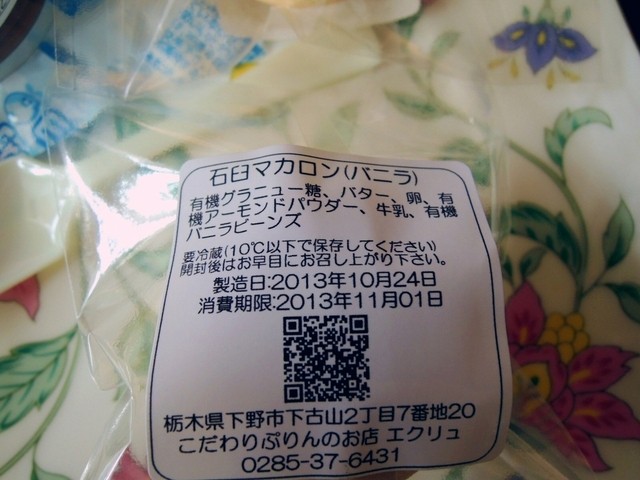 石臼マカロン(バニラ)
有機グラニュー糖、バター、卵、有
機アーモンドパウダー、牛乳、有機
バニラビーンズ
要冷蔵(10℃以下で保存してください)
開封後はお早目にお召し上がり下さい。
製造日:2013年10月24日
消費期限:2013年11月01日
栃木県下野市下古山2丁目7番地20
こだわりぷりんのお店 エクリュ
0285-37-6431